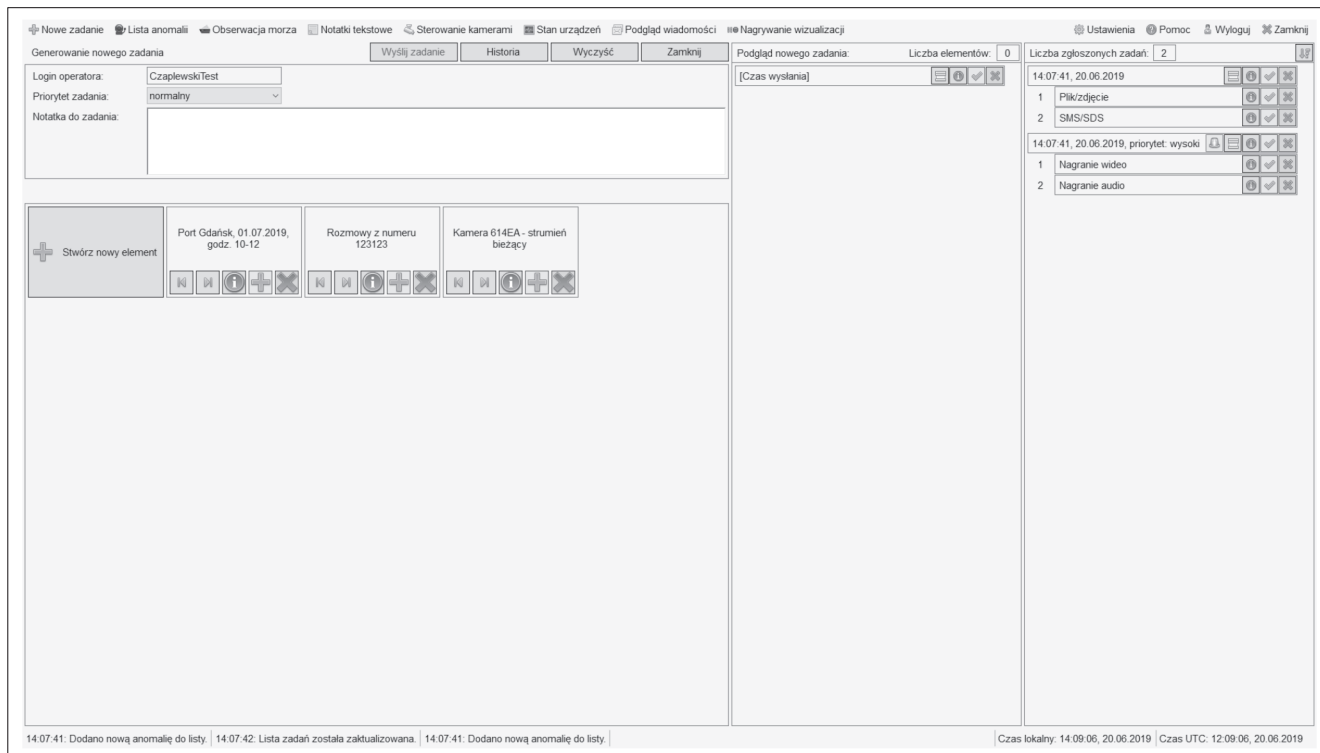 Nowe zadanie Lista anomalii Obserwacja morza Notatki tekstowe Sterowanie kamerami Stan urządzeń Podgląd wiadomości Nagrywanie wizualizacji Ustawienia Pomoc Wyloguj Zamknij
Generowanie nowego zadania Wyślij zadanie Historia Wyczyść Zamknij
Login operatora: CzaplewskiTest
Priorytet zadania: normalny
Notatka do zadania:
Stwórz nowy element
Port Gdańsk, 01.07.2019,
godz. 10-12
Rozmowy z numeru
123123
Kamera 614EA - strumień
bieżący
Podgląd nowego zadania: Liczba elementów: 0
[Czas wysłania]
Liczba zgłoszonych zadań: 2
14:07:41, 20.06.2019
1 Plik/zdjęcie
2 SMS/SDS
14:07:41, 20.06.2019, priorytet: wysoki
1 Nagranie wideo
2 Nagranie audio
14:07:41: Dodano nową anomalię do listy. 14:07:42: Lista zadań została zaktualizowana. 14:07:41: Dodano nową anomalię do listy. Czas lokalny: 14:09:06, 20.06.2019 Czas UTC: 12:09:06, 20.06.2019